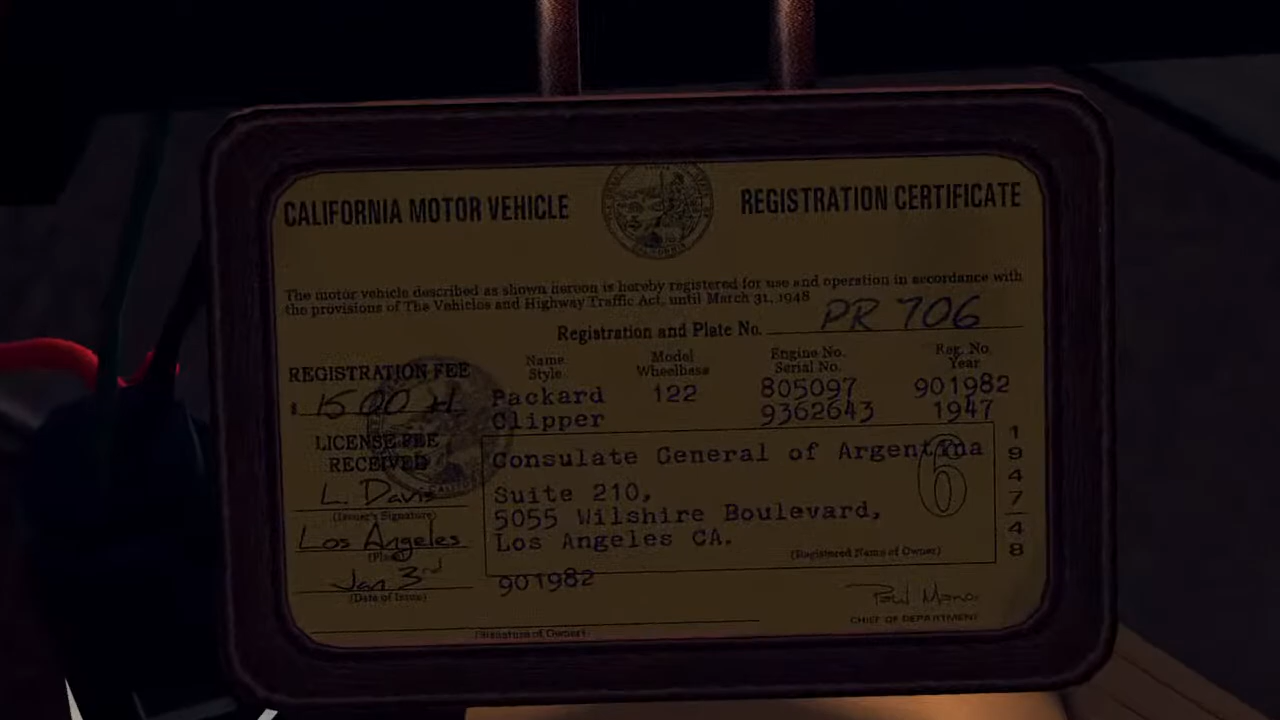 CALIFORNIA MOTOR VEHICLE REGISTRATION CERTIFICATE
The motor vehicle described as shown hereon is hereby registered for use and operation in accordance with
the provisions of The Vehicles and Highway Traffic Act, until March 31, 1948
Registration and Plate No. PR 706
REGISTRATION FEE
$ 15 00
LICENSE FEE
RECEIVED
L. Davis
(Issuer's Signature)
Los Angeles
(Place)
Jan 3rd
(Date of Issue)
Name
Style
Model
Wheelbase
Engine No.
Serial No.
Reg. No.
Year
Packard 122 805097 901982
Clipper 9362643 1947
Consulate General of Argentina
Suite 210,
5055 Wilshire Boulevard,
Los Angeles CA.
(Registered Name of Owner)
6
0
1
9
4
7
4
8
901982
(Signature of Owner)
Paul
CHIEF OF DEPARTMENT
CALIFORNIA